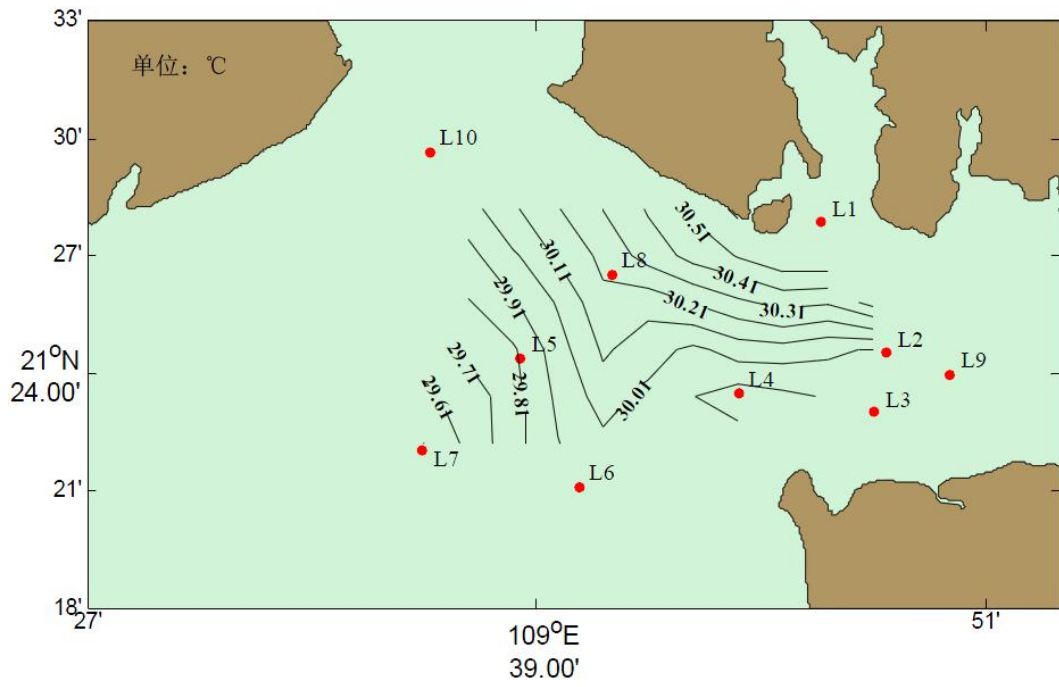 33'
单位：℃
30'
L10
L1
30.51
27'
30.11
L8
30.41
29.91
30.21
30.31
21°N
24.00'
L5
L2
29.71
29.81
30.01
L4
L9
29.61
L3
L7
L6
21'
18'
27'
109°E
39.00'
51'